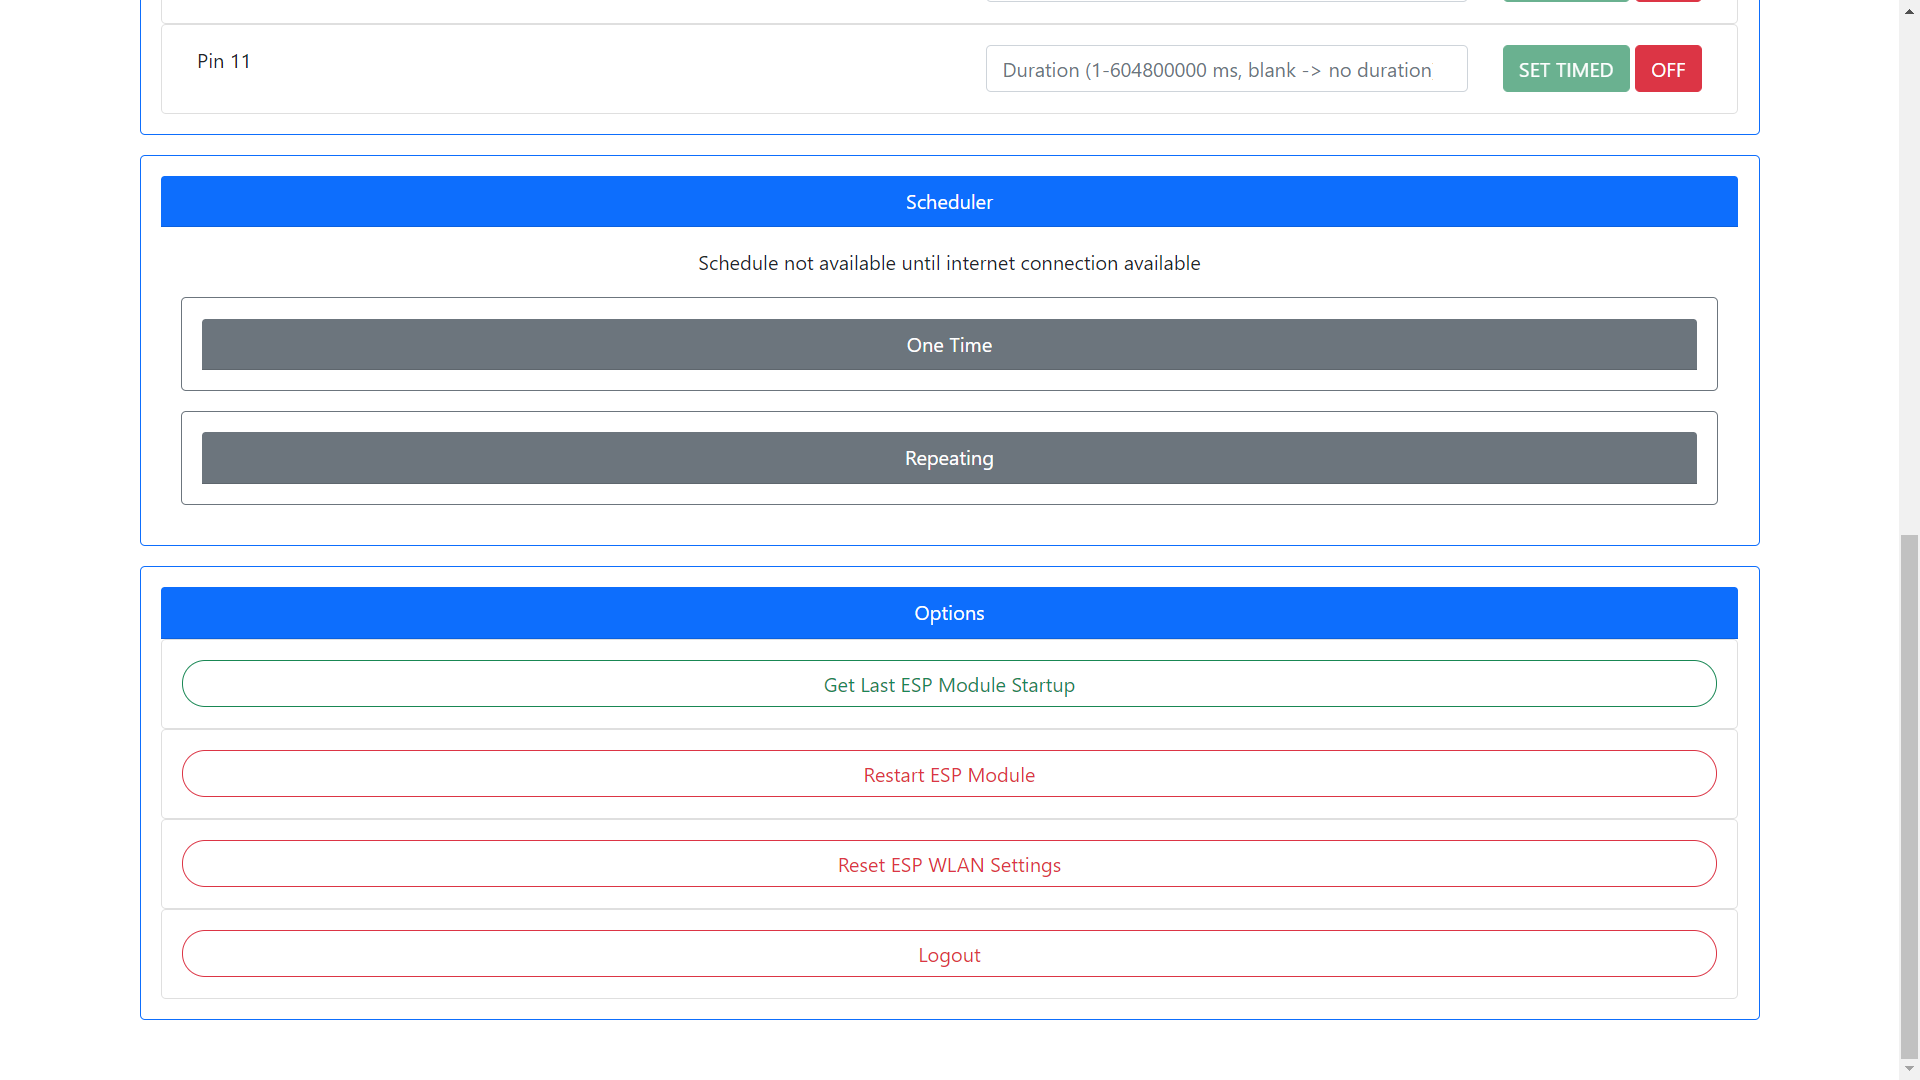 Pin 11
Duration (1-604800000 ms, blank -> no duration
SET TIMED
OFF
Scheduler
Schedule not available until internet connection available
One Time
Repeating
Options
Get Last ESP Module Startup
Restart ESP Module
Reset ESP WLAN Settings
Logout